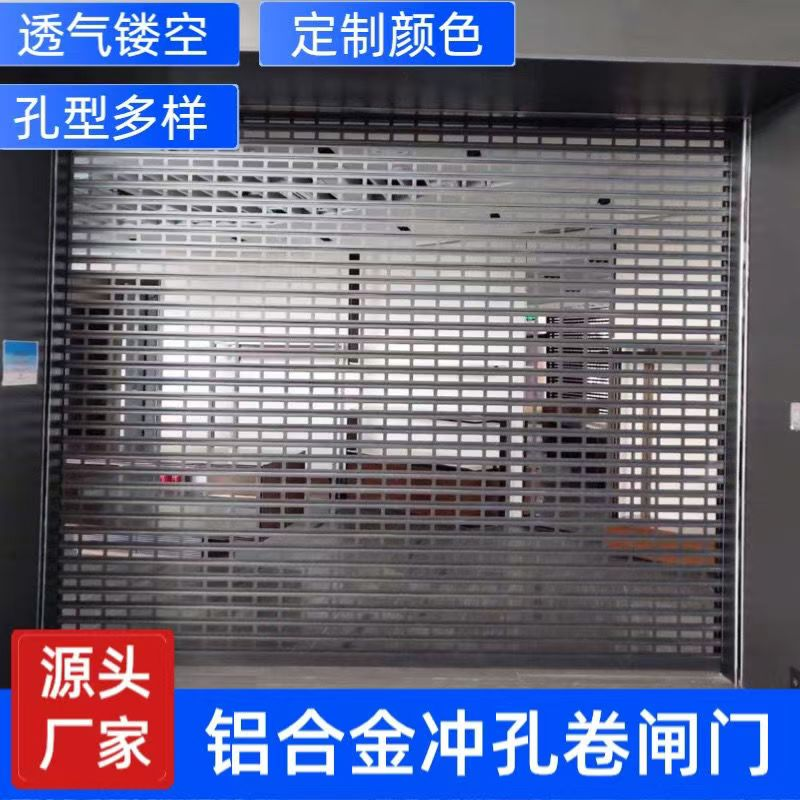 透气镂空
定制颜色
孔型多样
源头
厂家
铝合金冲孔卷闸门